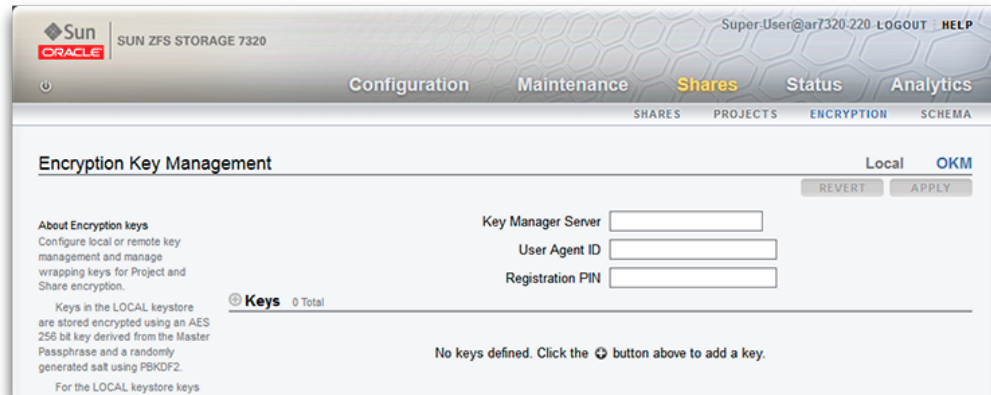 Sun
ORACLE
SUN ZFS STORAGE 7320
Super-User@ar7320-220 LOGOUT HELP
Configuration Maintenance Shares Status Analytics
SHARES PROJECTS ENCRYPTION SCHEMA
Encryption Key Management
Local OKM
REVERT APPLY
About Encryption keys
Configure local or remote key
management and manage
wrapping keys for Project and
Share encryption.
Keys in the LOCAL keystore
are stored encrypted using an AES
256 bit key derived from the Master
Passphrase and a randomly
generated salt using PBKDF2.
For the LOCAL keystore keys
Key Manager Server
User Agent ID
Registration PIN
Keys 0 Total
No keys defined. Click the button above to add a key.